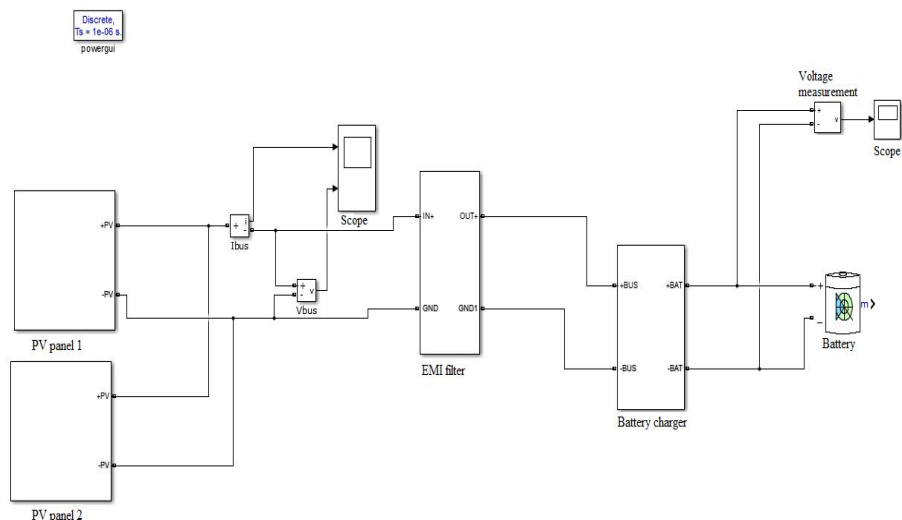 Discrete,
Ts = 1e-06 s.
powergui
Voltage
measurement
+
-
v
Scope
Scope
+PV
-PV
PV panel 1
+
i
-
Ibus
+
-
v
Vbus
IN+
OUT+
GND
GND1
EMI filter
+BUS
+BAT
-BUS
-BAT
Battery charger
+
m
–
Battery
+PV
-PV
PV panel 2